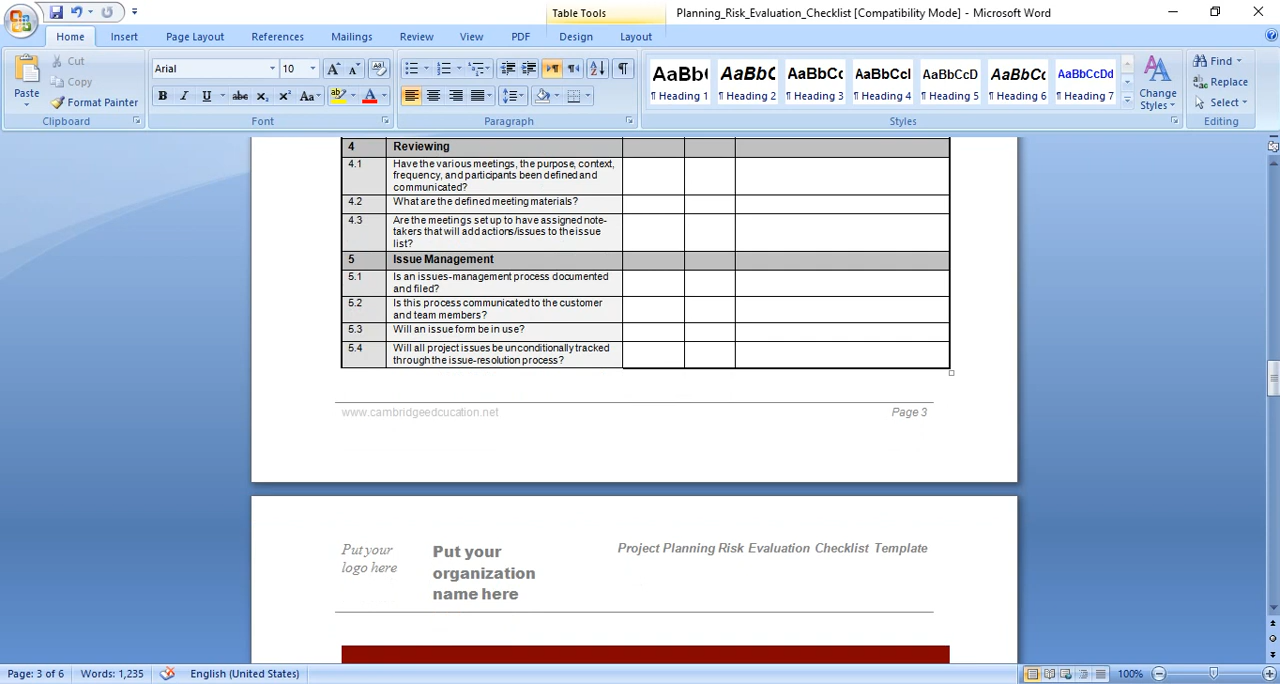 Table Tools
Planning_Risk_Evaluation_Checklist [Compatibility Mode] - Microsoft Word
Home Insert Page Layout References Mailings Review View PDF Design Layout
Paste
Cut
Copy
Format Painter
Clipboard
Arial 10
Font
Paragraph
AaBb( AaBbC AaBbCc AaBbCcI AaBbCcD AaBbCc AaBbCcDd
¶ Heading 1 ¶ Heading 2 ¶ Heading 3 ¶ Heading 4 ¶ Heading 5 ¶ Heading 6 ¶ Heading 7
Styles
Change
Styles
Find
Replace
Select
Editing
4 Reviewing
4.1 Have the various meetings, the purpose, context,
frequency, and participants been defined and
communicated?
4.2 What are the defined meeting materials?
4.3 Are the meetings set up to have assigned note-
takers that will add actions/issues to the issue
list?
5 Issue Management
5.1 Is an issues-management process documented
and filed?
5.2 Is this process communicated to the customer
and team members?
5.3 Will an issue form be in use?
5.4 Will all project issues be unconditionally tracked
through the issue-resolution process?
www.cambridgeedcucation.net Page 3
Put your
logo here
Put your
organization
name here
Project Planning Risk Evaluation Checklist Template
Page: 3 of 6 Words: 1,235 English (United States) 100%